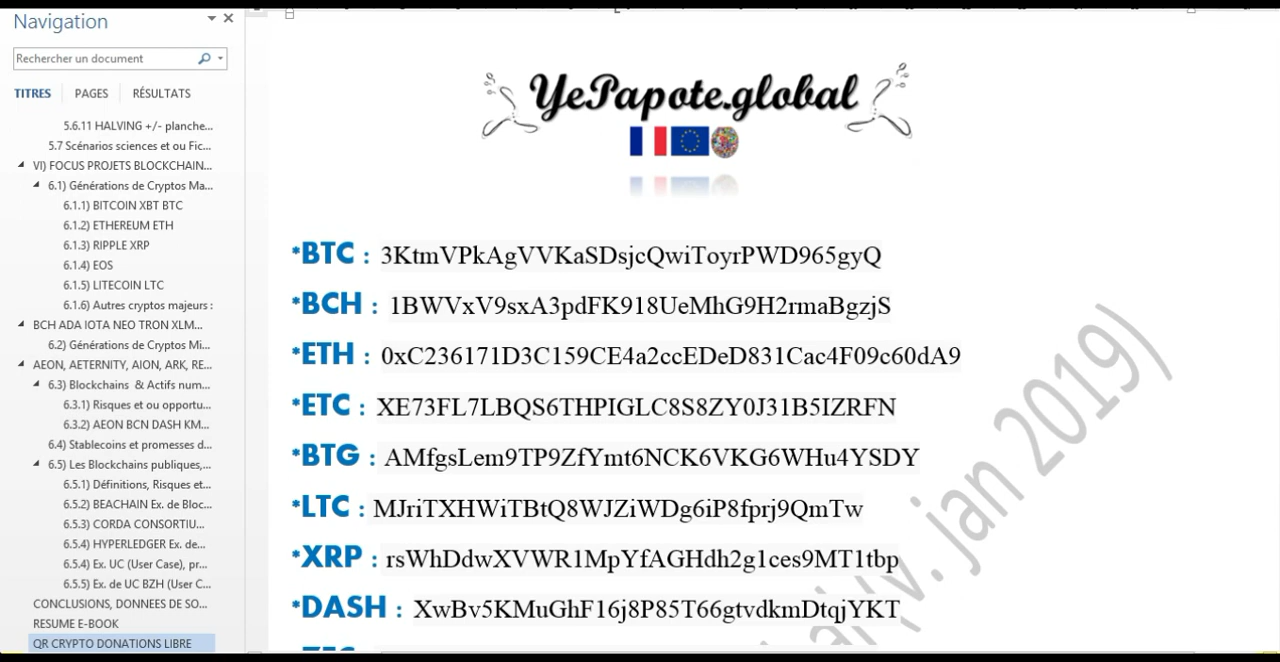 Navigation
Rechercher un document
TITRES PAGES RÉSULTATS
5.6.11 HALVING +/- planche...
5.7 Scénarios sciences et ou Fic...
VI) FOCUS PROJETS BLOCKCHAIN...
6.1) Générations de Cryptos Ma...
6.1.1) BITCOIN XBT BTC
6.1.2) ETHEREUM ETH
6.1.3) RIPPLE XRP
6.1.4) EOS
6.1.5) LITECOIN LTC
6.1.6) Autres cryptos majeurs :
BCH ADA IOTA NEO TRON XLM...
6.2) Générations de Cryptos Mi...
AEON, AETERNITY, AION, ARK, RE...
6.3) Blockchains & Actifs num...
6.3.1) Risques et ou opportu...
6.3.2) AEON BCN DASH KM...
6.4) Stablecoins et promesses d...
6.5) Les Blockchains publiques,...
6.5.1) Définitions, Risques et...
6.5.2) BEACHAIN Ex. de Bloc...
6.5.3) CORDA CONSORTIU...
6.5.4) HYPERLEDGER Ex. de...
6.5.4) Ex. UC (User Case), pr...
6.5.5) Ex. de UC BZH (User C...
CONCLUSIONS, DONNEES DE SO...
RESUME E-BOOK
QR CRYPTO DONATIONS LIBRE
YePapote.global
*BTC : 3KtmVPkAgVVKaSDsjcQwiToyrPWD965gyQ
*BCH : 1BWVxV9sxA3pdFK918UeMhG9H2rmaBgzjS
*ETH : 0xC236171D3C159CE4a2ccEDeD831Cac4F09c60dA9
*ETC : XE73FL7LBQS6THPIGLC8S8ZY0J31B5IZRFN
*BTG : AMfgsLem9TP9ZfYmt6NCK6VKG6WHu4YSDY
*LTC : MJriTXHWiTBtQ8WJZiWDg6iP8fprj9QmTw
*XRP : rsWhDdwXVWR1MpYfAGHdh2g1ces9MT1tbp
*DASH : XwBv5KMuGhF16j8P85T66gtvdkmDtqjYKT
(v. jan 2019)